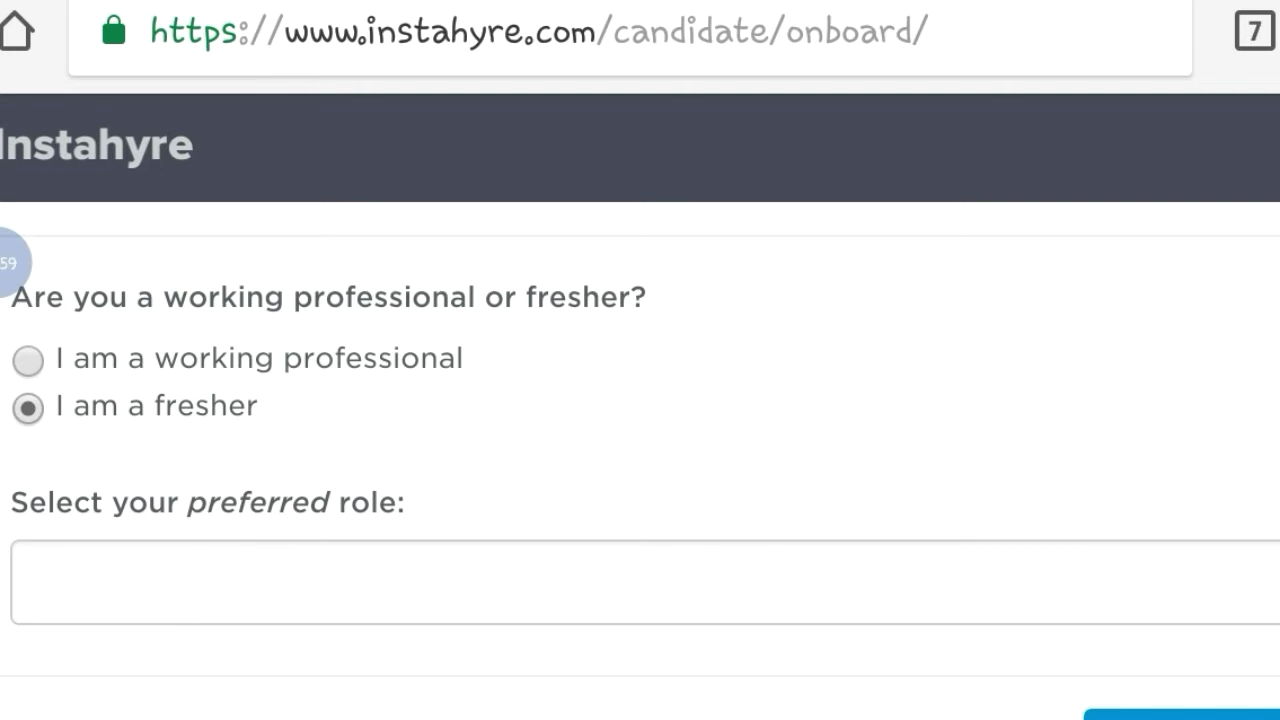 https://www.instahyre.com/candidate/onboard/
7
Instahyre
59
Are you a working professional or fresher?
I am a working professional
I am a fresher
Select your preferred role: